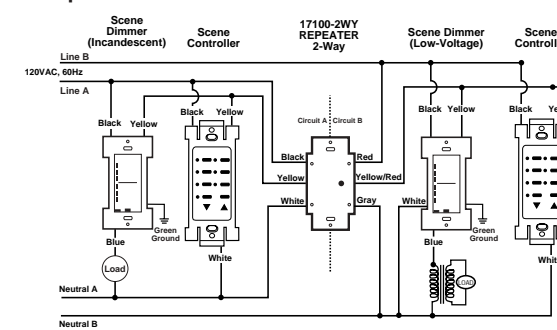 Scene
Dimmer
(Incandescent)
Scene
Controller
17100-2WY
REPEATER
2-Way
Scene Dimmer
(Low-Voltage)
Scene
Line B
120VAC, 60Hz
Line A
Black Yellow
Black Yellow
Circuit A Circuit B
Black Yellow
Black
Black Red
Yellow Yellow/Red
White Gray
White
Green
Ground
Green
Ground
Blue
White
Blue
Load
LOAD
Neutral A
Neutral B